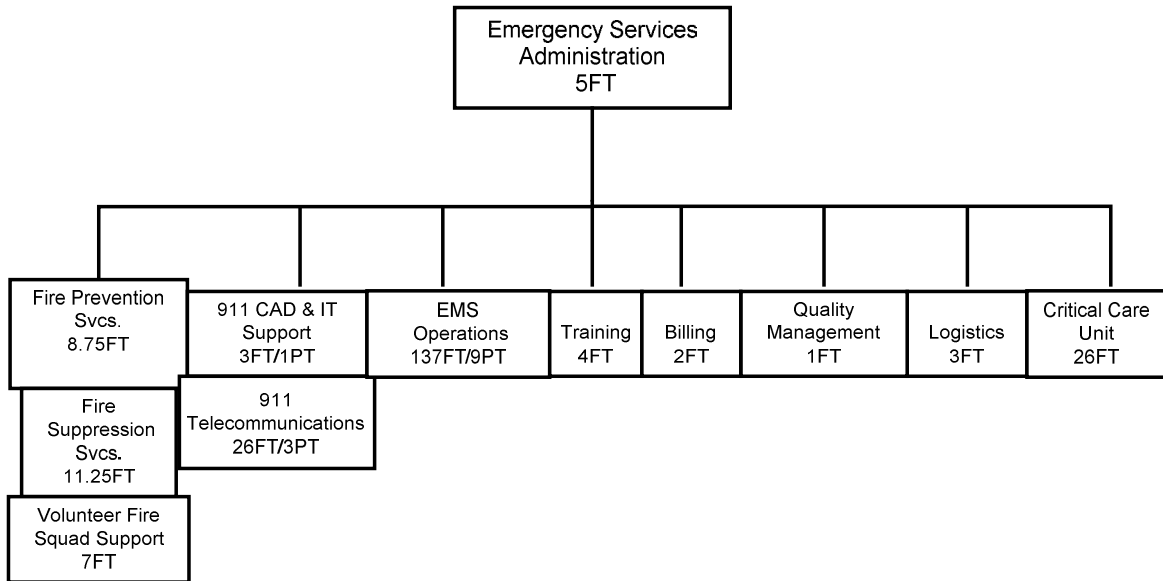 Emergency Services
Administration
5FT
Fire Prevention
Svcs.
8.75FT
911 CAD & IT
Support
3FT/1PT
EMS
Operations
137FT/9PT
Training
4FT
Billing
2FT
Quality
Management
1FT
Logistics
3FT
Critical Care
Unit
26FT
Fire
Suppression
Svcs.
11.25FT
911
Telecommunications
26FT/3PT
Volunteer Fire
Squad Support
7FT